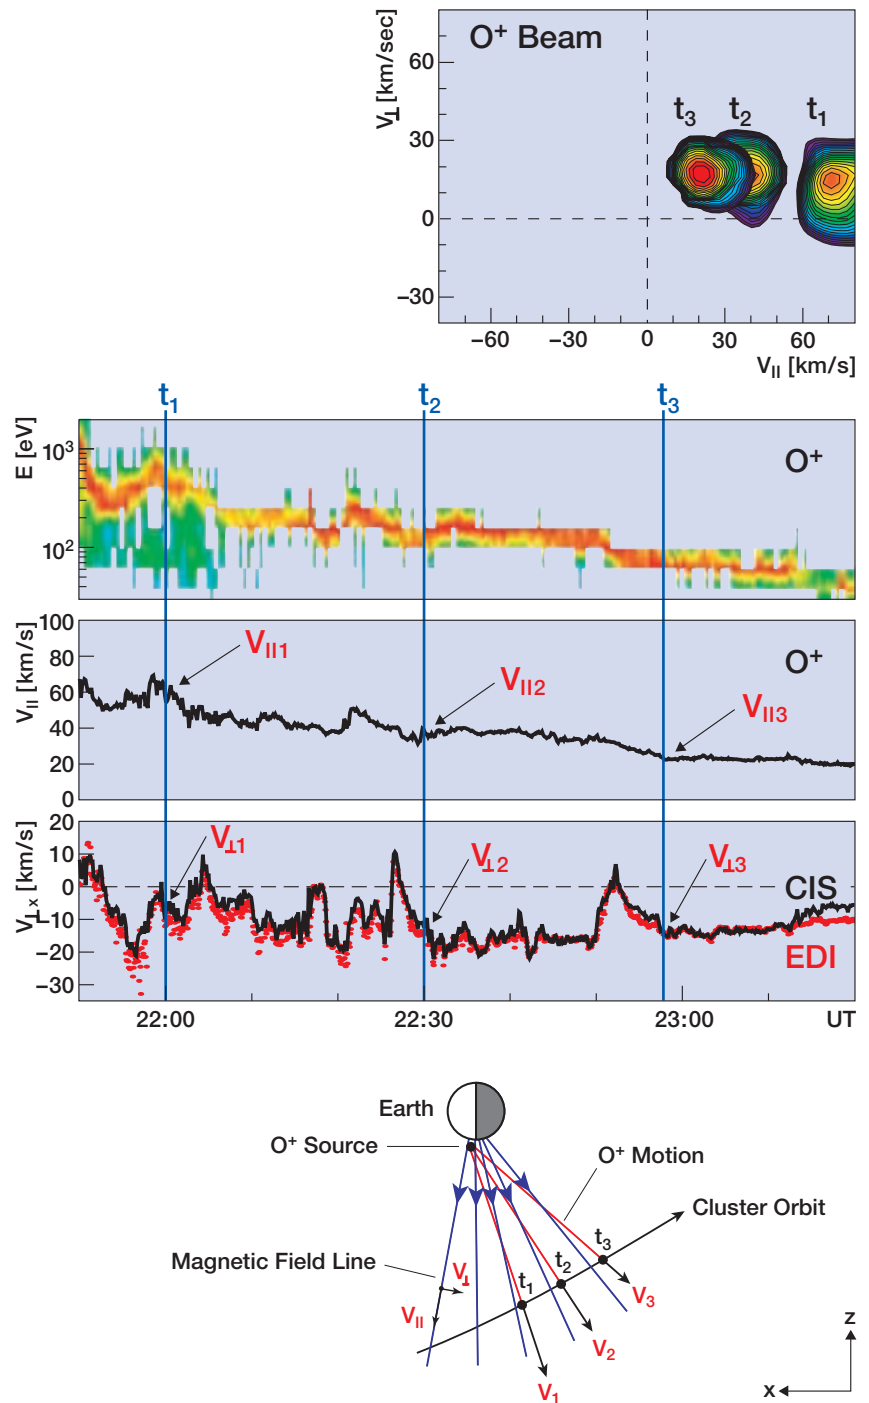 O⁺ Beam
V⊥ [km/sec]
60
30
0
−30
t₃ t₂ t₁
−60 −30 0 30 60
V|| [km/s]
t₁ t₂ t₃
E [eV]
10³
10²
O⁺
V|| [km/s]
100
80
60
40
20
0
V||1
V||2
V||3
O⁺
V⊥x [km/s]
20
10
0
−10
−20
−30
V⊥1
V⊥2
V⊥3
CIS
EDI
22:00 22:30 23:00 UT
Earth
O⁺ Source
O⁺ Motion
Cluster Orbit
Magnetic Field Line
t₃
t₂
t₁
V⊥
V||
V₃
V₂
V₁
z
x